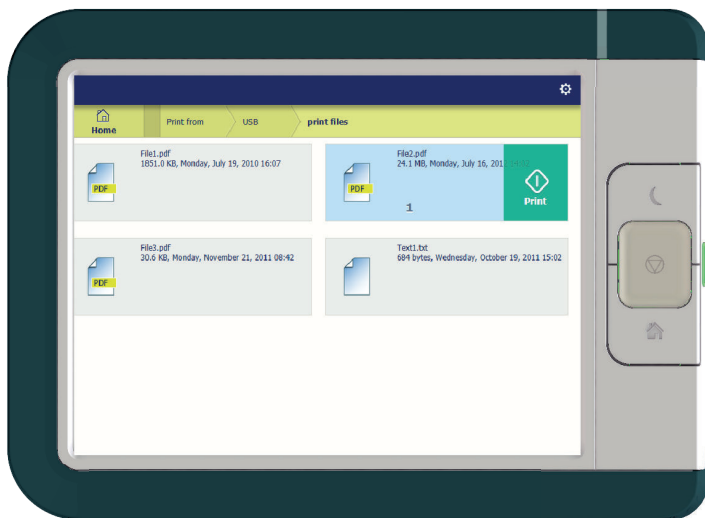 Home
Print from
USB
print files
File1.pdf
1851.0 KB, Monday, July 19, 2010 16:07
PDF
File2.pdf
24.1 MB, Monday, July 16, 201
PDF
1
Print
File3.pdf
30.6 KB, Monday, November 21, 2011 08:42
PDF
Text1.txt
684 bytes, Wednesday, October 19, 2011 15:02